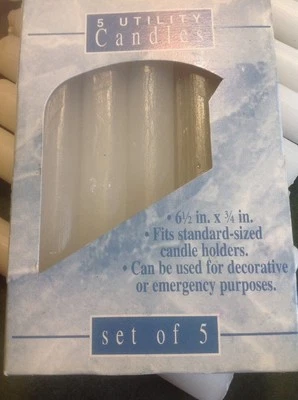 5 UTILITY
Candles
• 6½ in. x ¾ in.
• Fits standard-sized
candle holders.
• Can be used for decorative
or emergency purposes.
set of 5